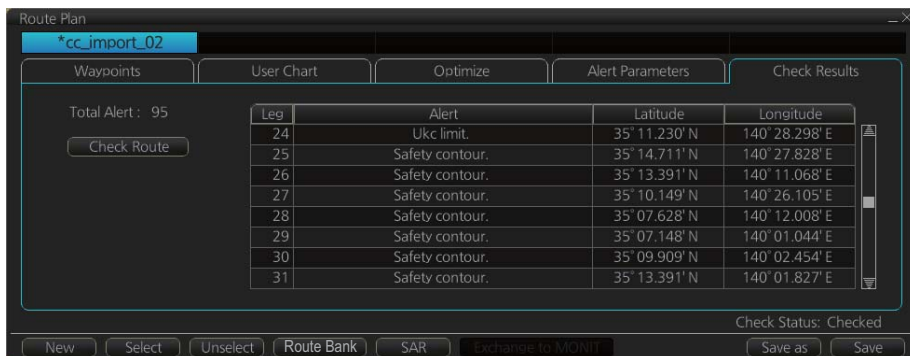 Route Plan
*cc_import_02
Waypoints User Chart Optimize Alert Parameters Check Results
Total Alert : 95
Check Route
Leg Alert Latitude Longitude
24 Ukc limit. 35°11.230' N 140°28.298' E
25 Safety contour. 35°14.711' N 140°27.828' E
26 Safety contour. 35°13.391' N 140°11.068' E
27 Safety contour. 35°10.149' N 140°26.105' E
28 Safety contour. 35°07.628' N 140°12.008' E
29 Safety contour. 35°07.148' N 140°01.044' E
30 Safety contour. 35°09.909' N 140°02.454' E
31 Safety contour. 35°13.391' N 140°01.827' E
Check Status: Checked
New Select Unselect Route Bank SAR Exchange to MONIT Save as Save